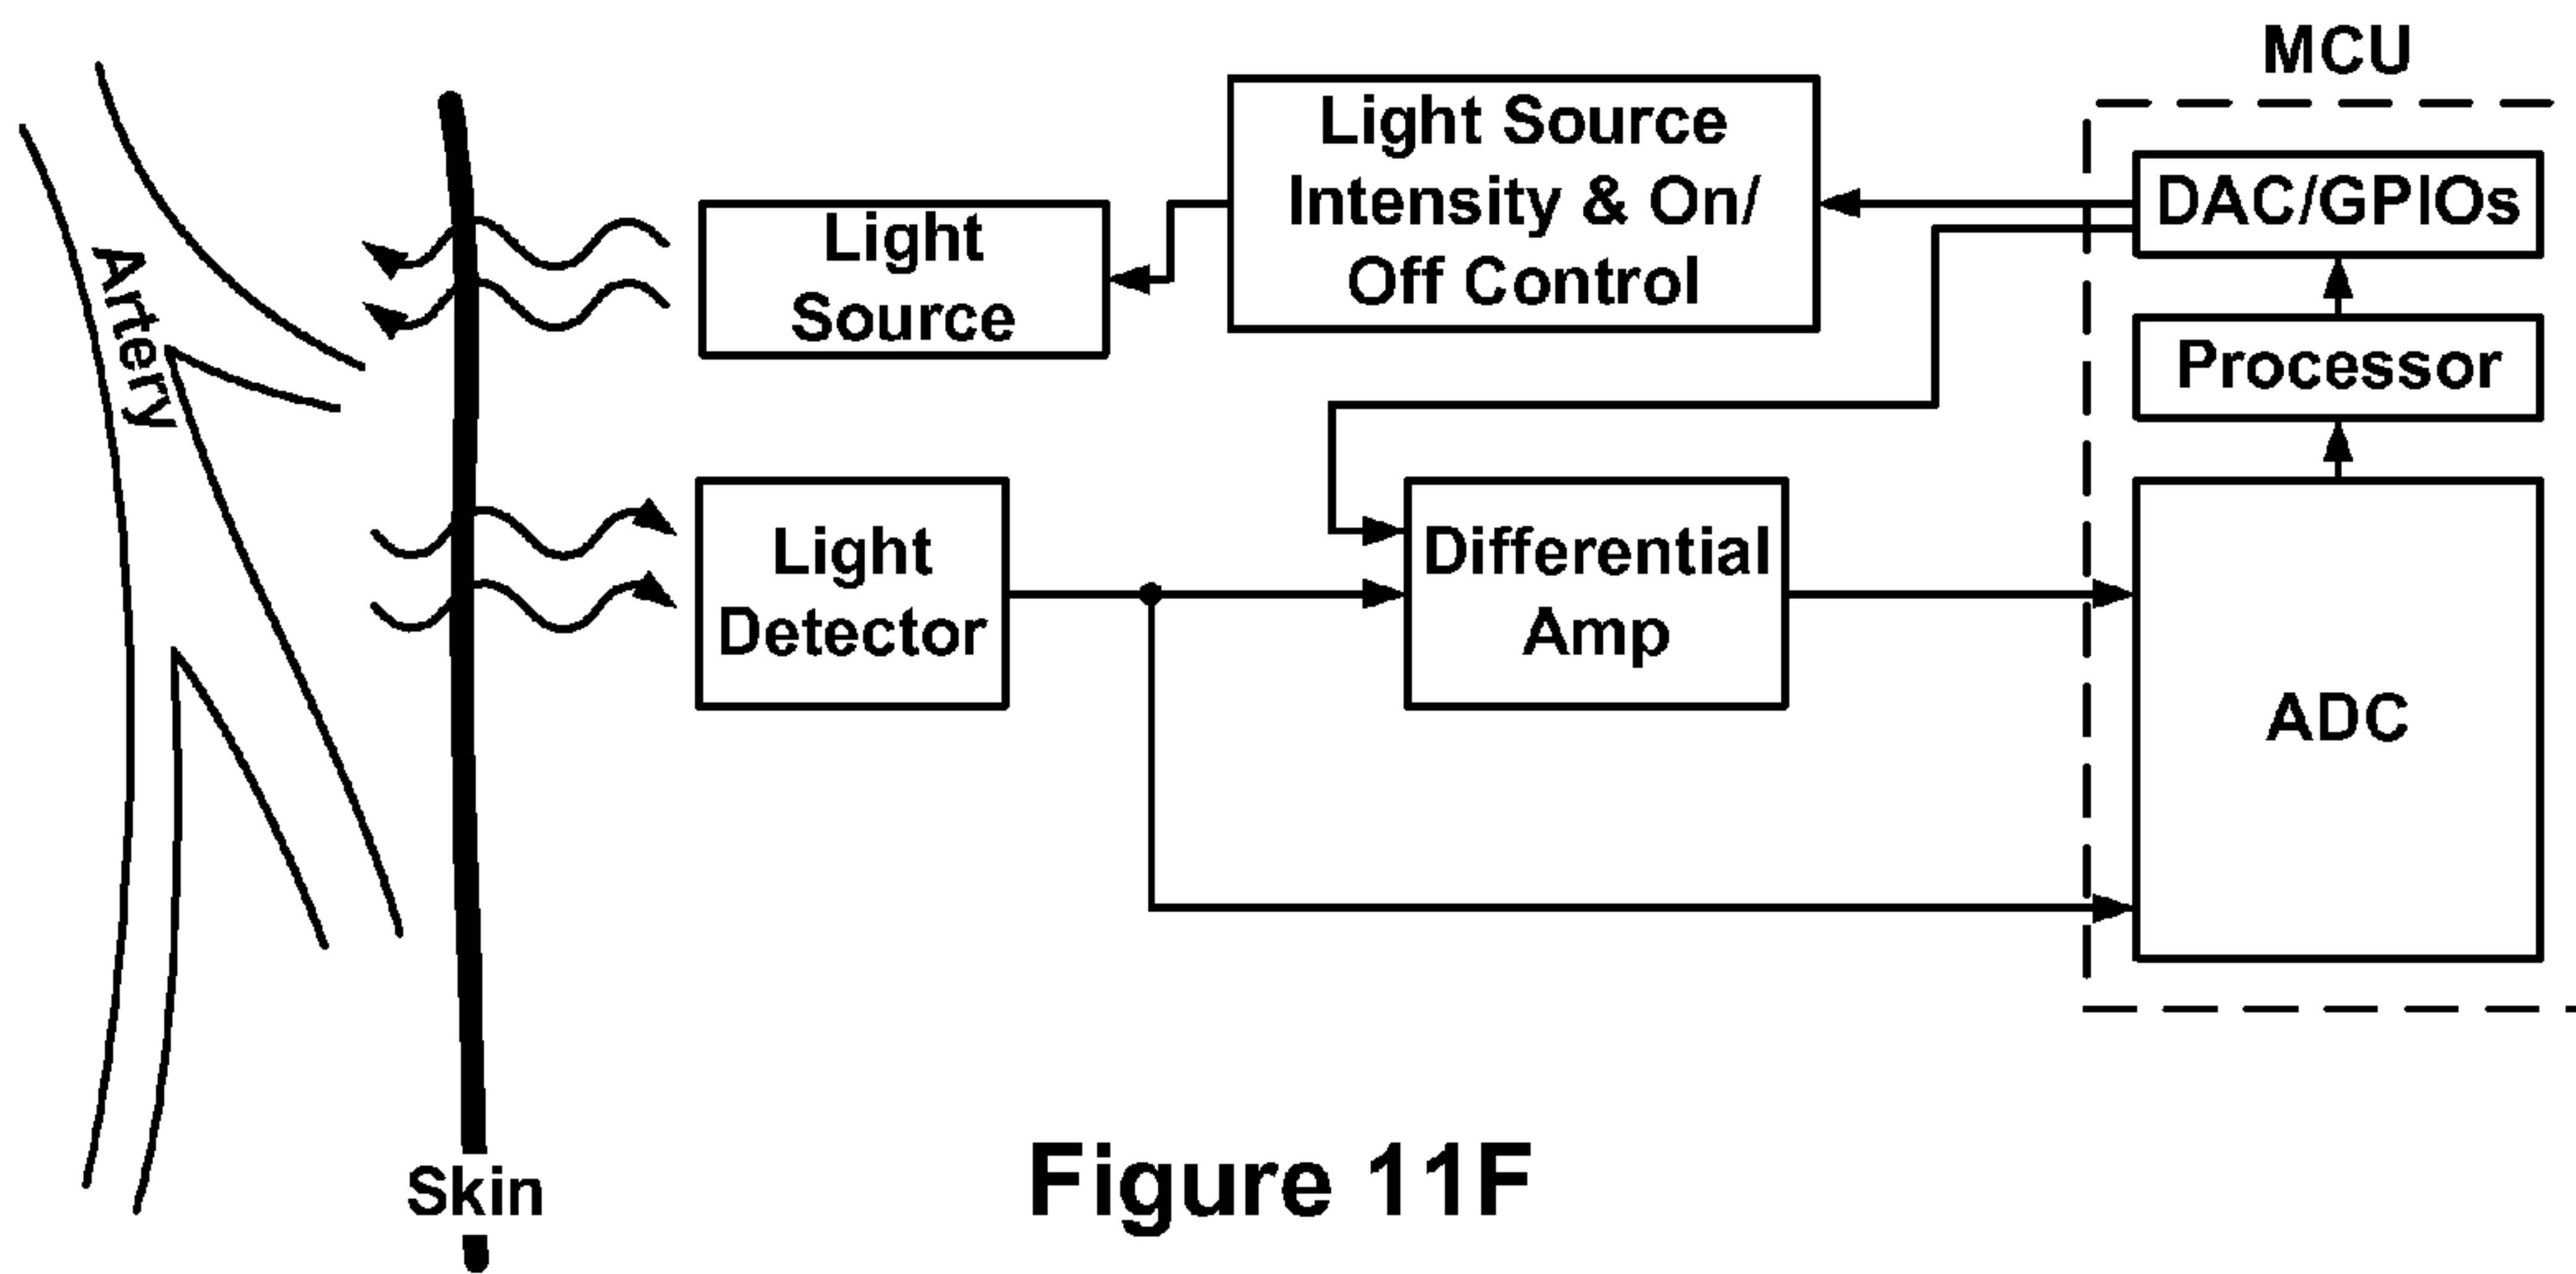 MCU
Light Source
Intensity & On/
Off Control
DAC/GPIOs
Light
Source
Artery
Processor
Light
Detector
Differential
Amp
ADC
Skin
Figure 11F